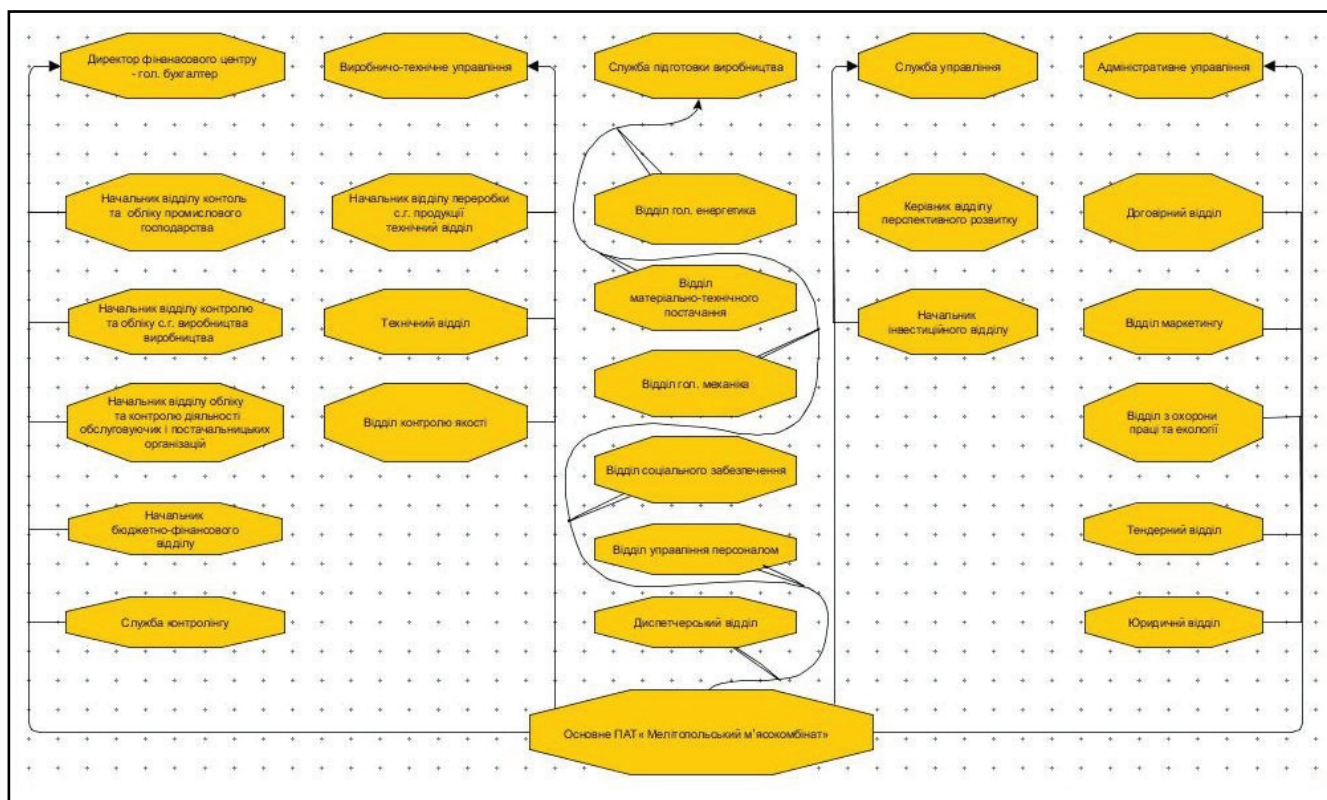 Директор фінанасового центру
- гол. бухгалтер
Виробничо-технічне управління
Служба підготовки виробництва
Служба управління
Адміністративне управління
Начальник відділу контоль
та обліку промислового
господарства
Начальник відділу переробки
с.г. продукції
технічний відділ
Відділ гол. енергетика
Керівник відділу
перспективного розвитку
Договірний відділ
Начальник відділу контролю
та обліку с.г. виробництва
виробництва
Технічний відділ
Відділ
матеріально-технічного
постачання
Начальник
інвестиційного відділу
Відділ маркетингу
Відділ гол. механіка
Начальник відділу обліку
та контролю діяльності
обслуговуючих і постачальницьких
організацій
Відділ контролю якості
Відділ з охорони
праці та екології
Відділ соціального забезпечення
Начальник
бюджетно-фінансового
відділу
Відділ управління персоналом
Тендерний відділ
Служба контролінгу
Диспетчерський відділ
Юридичнй відділ
Основне ПАТ« Мелітопольський м'ясокомбінат»